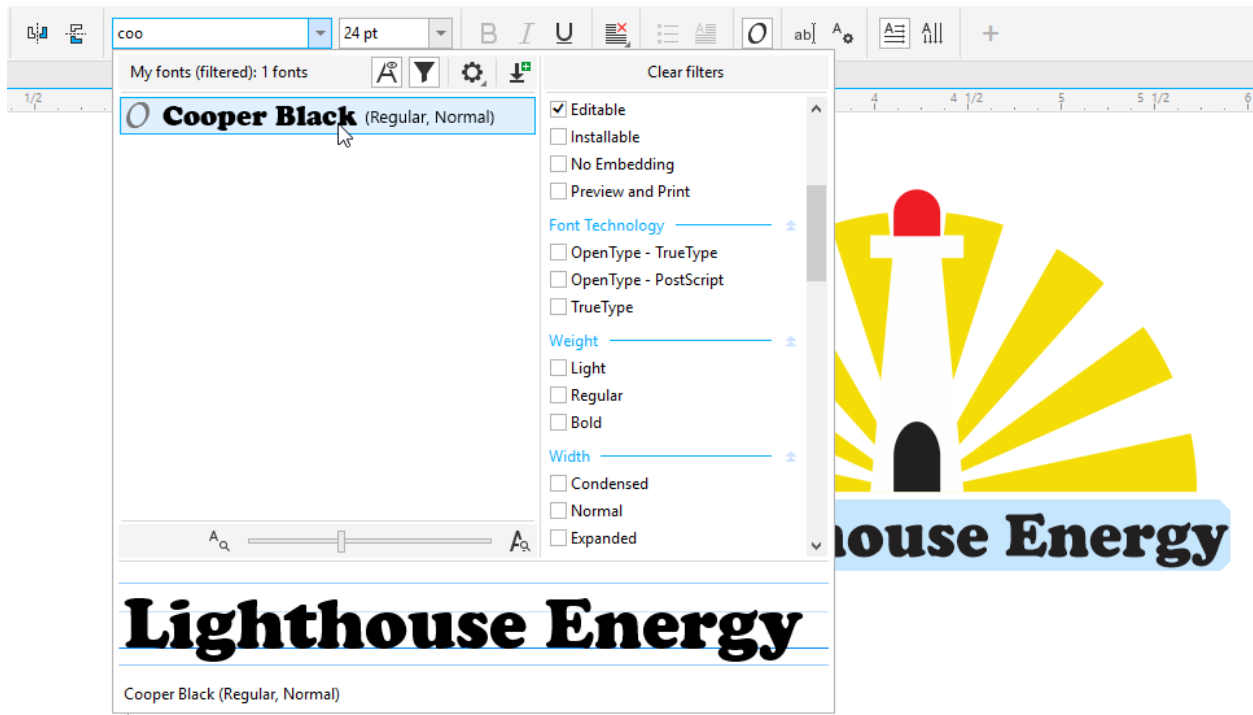 coo 24 pt B I U ab A A A
My fonts (filtered): 1 fonts Clear filters
1/2 4 4 1/2 5 5 1/2 6
Cooper Black (Regular, Normal)
Editable
Installable
No Embedding
Preview and Print
Font Technology
OpenType - TrueType
OpenType - PostScript
TrueType
Weight
Light
Regular
Bold
Width
Condensed
Normal
Expanded
house Energy
Lighthouse Energy
Cooper Black (Regular, Normal)